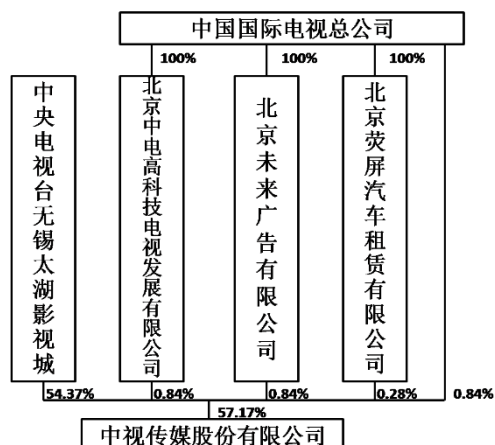 中国国际电视总公司
100%
100%
100%
中央电视台无锡太湖影视城
北京中电高科技电视发展有限公司
北京未来广告有限公司
北京荧屏汽车租赁有限公司
54.37%
0.84%
0.84%
0.28%
0.84%
57.17%
中视传媒股份有限公司